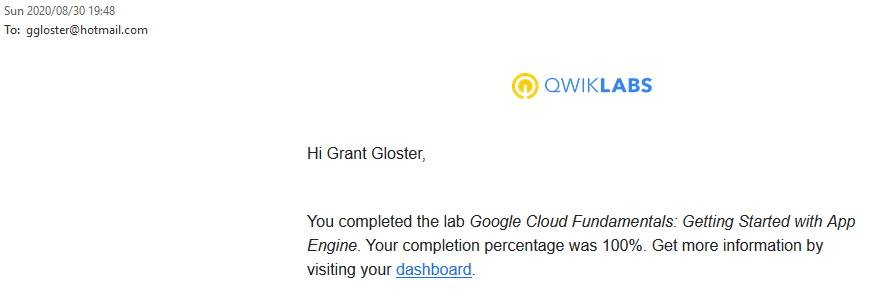 Sun 2020/08/30 19:48
To: ggloster@hotmail.com
QWIKLABS
Hi Grant Gloster,
You completed the lab Google Cloud Fundamentals: Getting Started with App
Engine. Your completion percentage was 100%. Get more information by
visiting your dashboard.